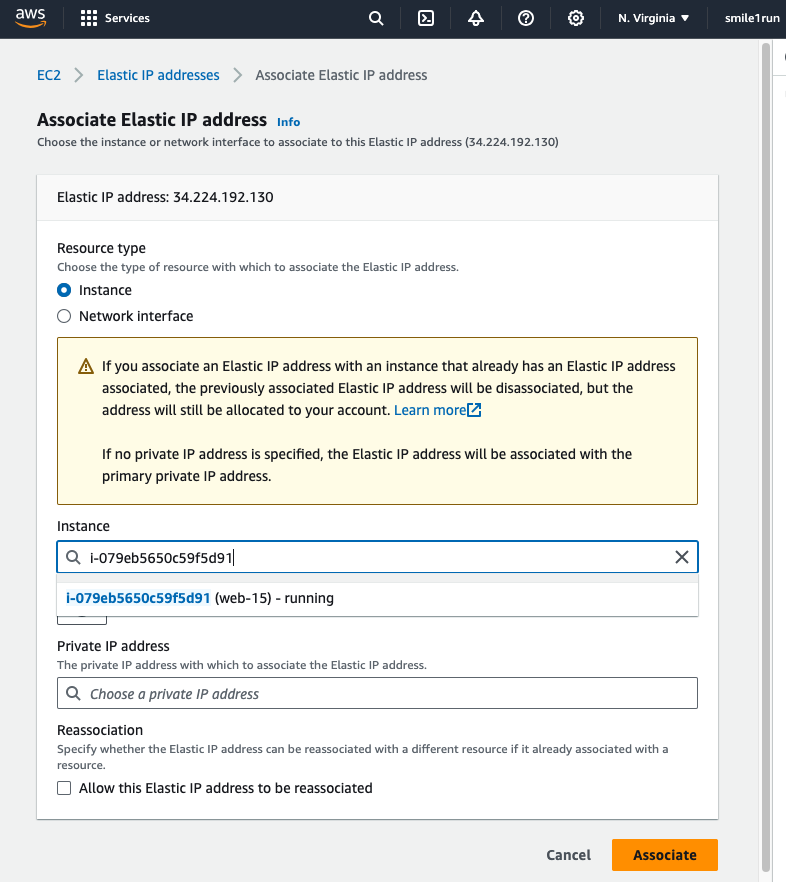 aws
Services
N. Virginia ▼
smile1run
EC2 > Elastic IP addresses > Associate Elastic IP address
Associate Elastic IP address Info
Choose the instance or network interface to associate to this Elastic IP address (34.224.192.130)
Elastic IP address: 34.224.192.130
Resource type
Choose the type of resource with which to associate the Elastic IP address.
Instance
Network interface
If you associate an Elastic IP address with an instance that already has an Elastic IP address
associated, the previously associated Elastic IP address will be disassociated, but the
address will still be allocated to your account. Learn more
If no private IP address is specified, the Elastic IP address will be associated with the
primary private IP address.
Instance
i-079eb5650c59f5d91
i-079eb5650c59f5d91 (web-15) - running
Private IP address
The private IP address with which to associate the Elastic IP address.
Choose a private IP address
Reassociation
Specify whether the Elastic IP address can be reassociated with a different resource if it already associated with a
resource.
Allow this Elastic IP address to be reassociated
Cancel
Associate